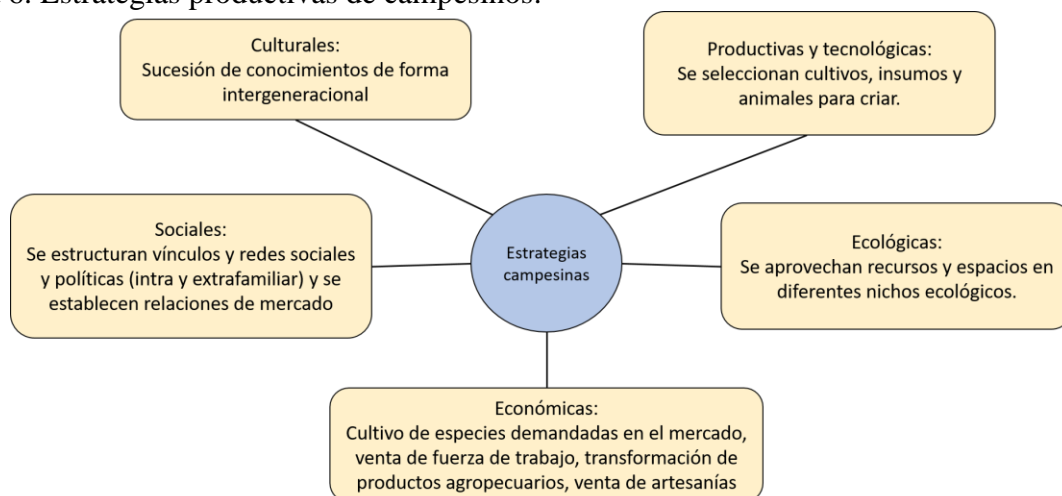 6. Estrategias productivas de campesinos.
Culturales:
Sucesión de conocimientos de forma
intergeneracional
Productivas y tecnológicas:
Se seleccionan cultivos, insumos y
animales para criar.
Sociales:
Se estructuran vínculos y redes sociales
y políticas (intra y extrafamiliar) y se
establecen relaciones de mercado
Estrategias
campesinas
Ecológicas:
Se aprovechan recursos y espacios en
diferentes nichos ecológicos.
Económicas:
Cultivo de especies demandadas en el mercado,
venta de fuerza de trabajo, transformación de
productos agropecuarios, venta de artesanías